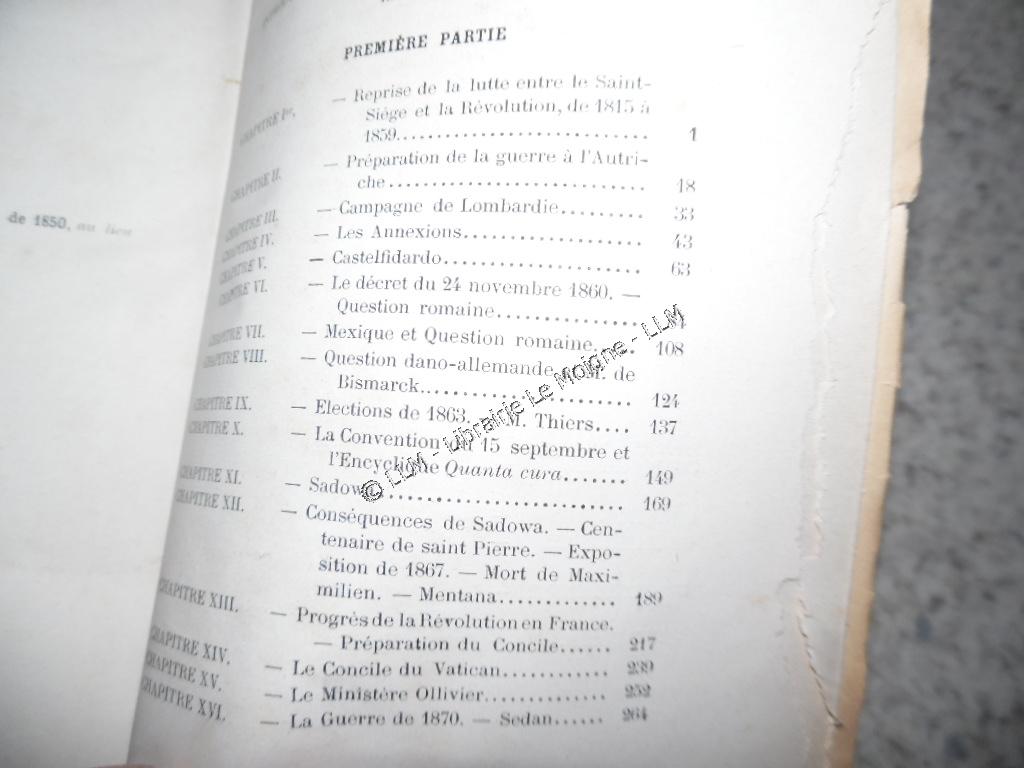 de 1850, au lieu
PREMIÈRE PARTIE
CHAPITRE Ier. — Reprise de la lutte entre le Saint-
Siège et la Révolution, de 1815 à
1859............................ 1
CHAPITRE II. — Préparation de la guerre à l'Autri-
che............................ 18
CHAPITRE III. — Campagne de Lombardie......... 33
CHAPITRE IV. — Les Annexions................... 43
CHAPITRE V. — Castelfidardo..................... 63
CHAPITRE VI. — Le décret du 24 novembre 1860. —
Question romaine............... 84
CHAPITRE VII. — Mexique et Question romaine..... 108
CHAPITRE VIII. — Question dano-allemande. M. de
Bismarck...................... 124
CHAPITRE IX. — Elections de 1863. M. Thiers.... 137
CHAPITRE X. — La Convention du 15 septembre et
l'Encyclique Quanta cura....... 149
CHAPITRE XI. — Sadowa......................... 169
CHAPITRE XII. — Conséquences de Sadowa. — Cen-
tenaire de saint Pierre. — Expo-
sition de 1867. — Mort de Maxi-
milien. — Mentana............. 189
CHAPITRE XIII. — Progrès de la Révolution en France.
— Préparation du Concile...... 217
CHAPITRE XIV. — Le Concile du Vatican........... 239
CHAPITRE XV. — Le Ministère Ollivier............. 252
CHAPITRE XVI. — La Guerre de 1870. — Sedan...... 264
© LLM - Librairie Le Moigne - LLM